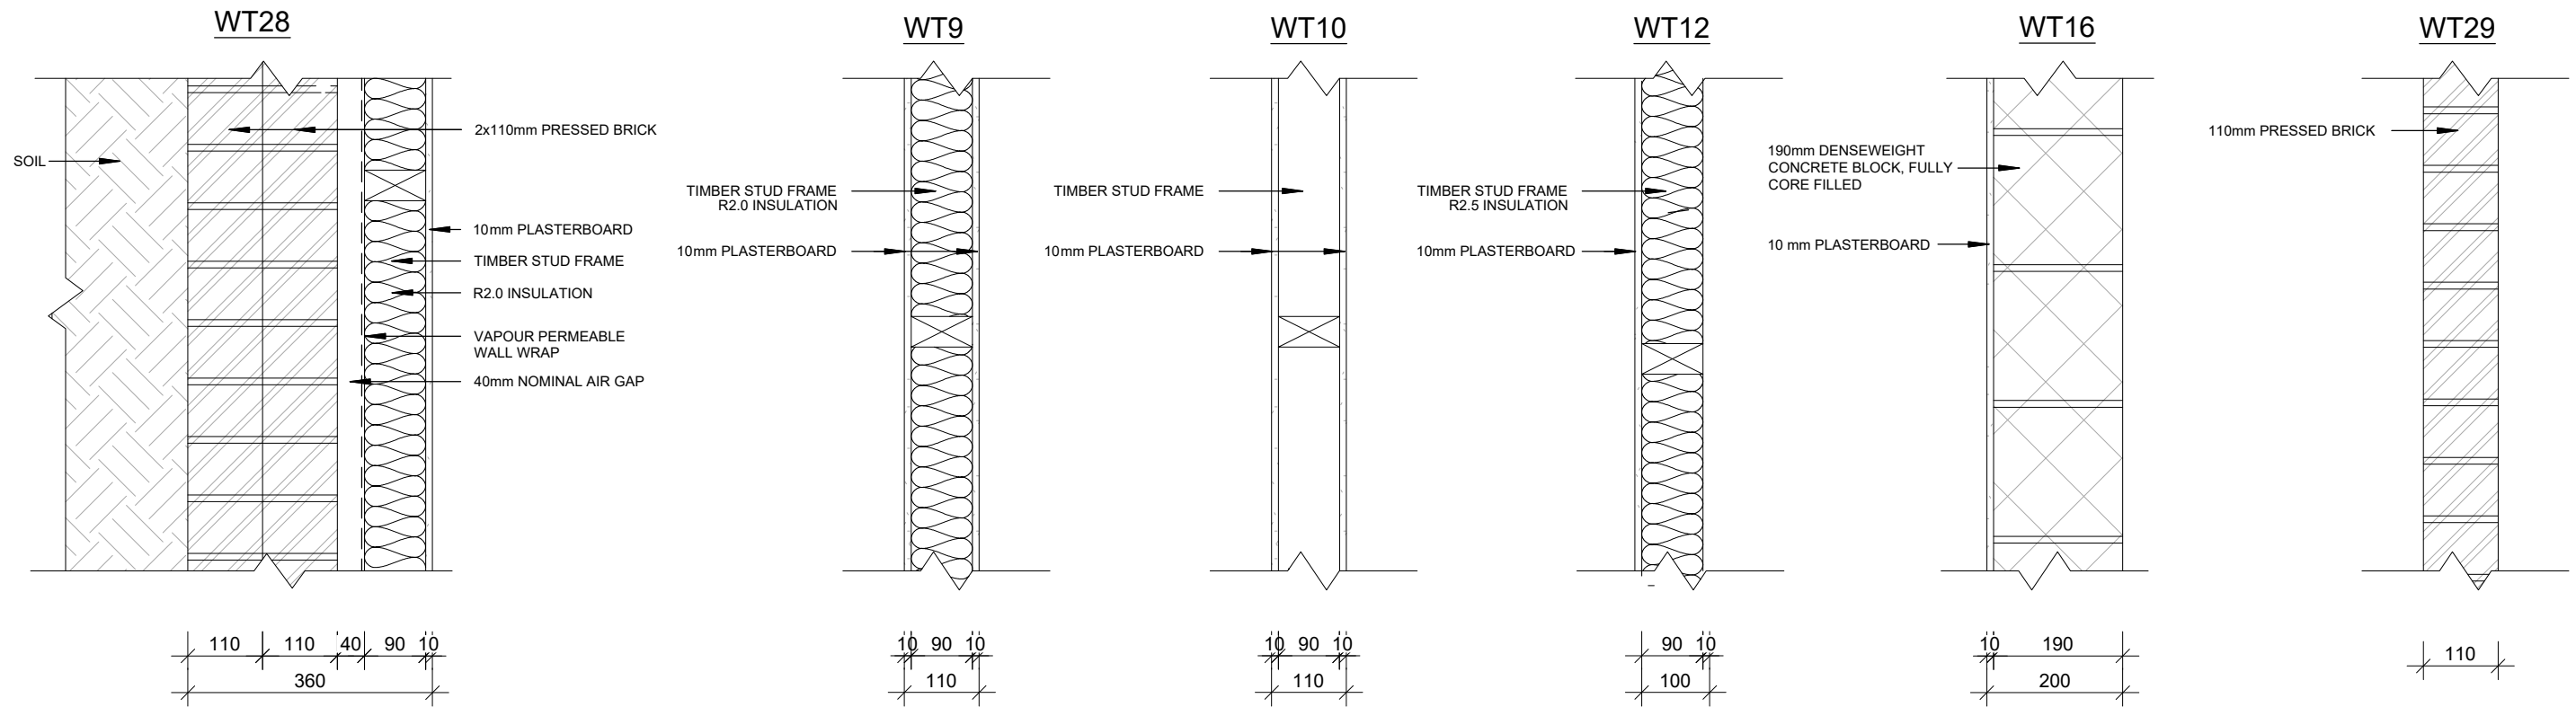 WT28
SOIL
2x110mm PRESSED BRICK
10mm PLASTERBOARD
TIMBER STUD FRAME
R2.0 INSULATION
VAPOUR PERMEABLE
WALL WRAP
40mm NOMINAL AIR GAP
110 110 40 90 10
360
WT9
TIMBER STUD FRAME
R2.0 INSULATION
10mm PLASTERBOARD
10 90 10
110
WT10
TIMBER STUD FRAME
10mm PLASTERBOARD
10 90 10
110
WT12
TIMBER STUD FRAME
R2.5 INSULATION
10mm PLASTERBOARD
90 10
100
WT16
190mm DENSEWEIGHT
CONCRETE BLOCK, FULLY
CORE FILLED
10 mm PLASTERBOARD
10 190
200
WT29
110mm PRESSED BRICK
110